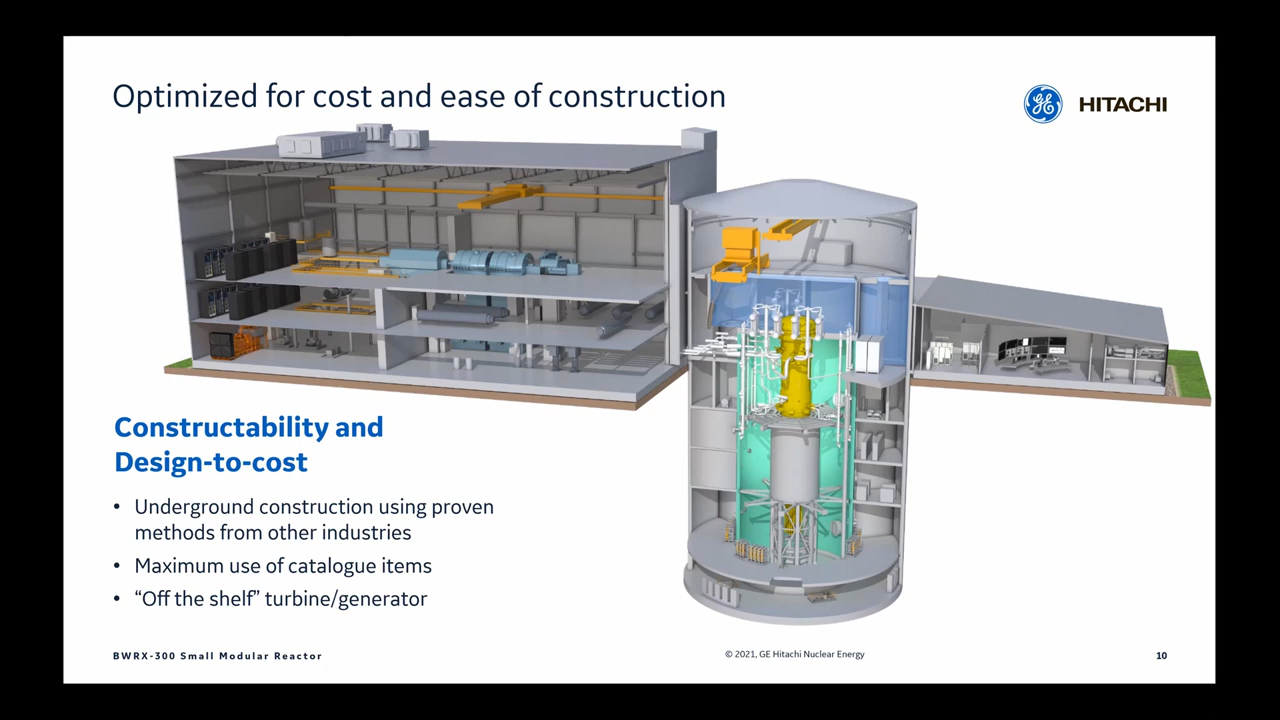 Optimized for cost and ease of construction
GE HITACHI
Constructability and
Design-to-cost
• Underground construction using proven
methods from other industries
• Maximum use of catalogue items
• “Off the shelf” turbine/generator
BWRX-300 Small Modular Reactor
© 2021, GE Hitachi Nuclear Energy
10